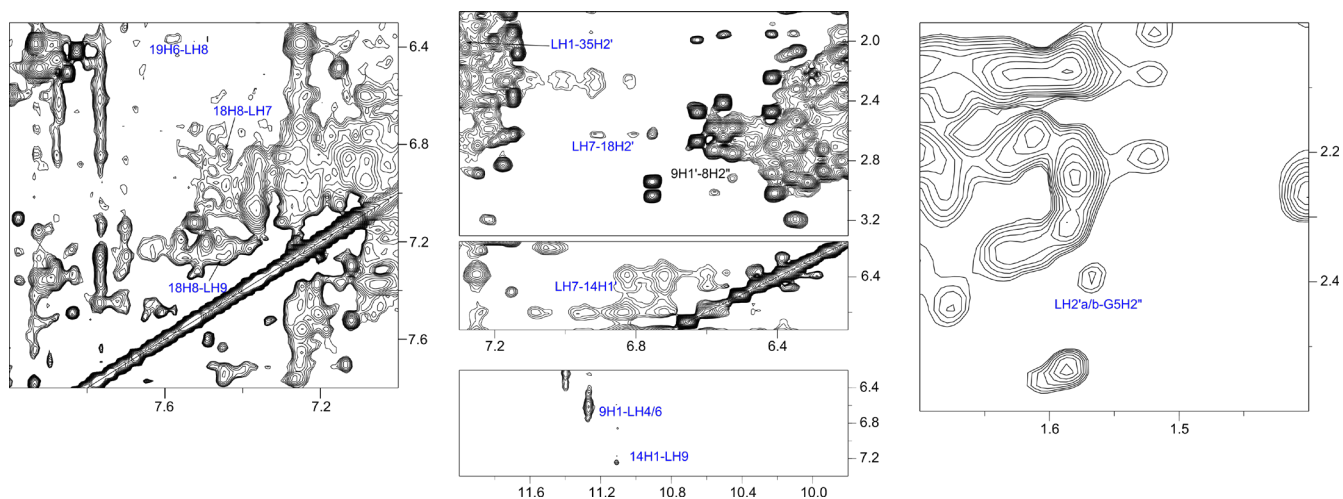 19H6-LH8
18H8-LH7
18H8-LH9
6.4
6.8
7.2
7.6
7.6
7.2
LH1-35H2'
LH7-18H2'
9H1'-8H2"
2.0
2.4
2.8
3.2
LH7-14H1'
6.4
7.2
6.8
6.4
9H1-LH4/6
14H1-LH9
6.4
6.8
7.2
11.6
11.2
10.8
10.4
10.0
LH2'a/b-G5H2"
2.2
2.4
1.6
1.5